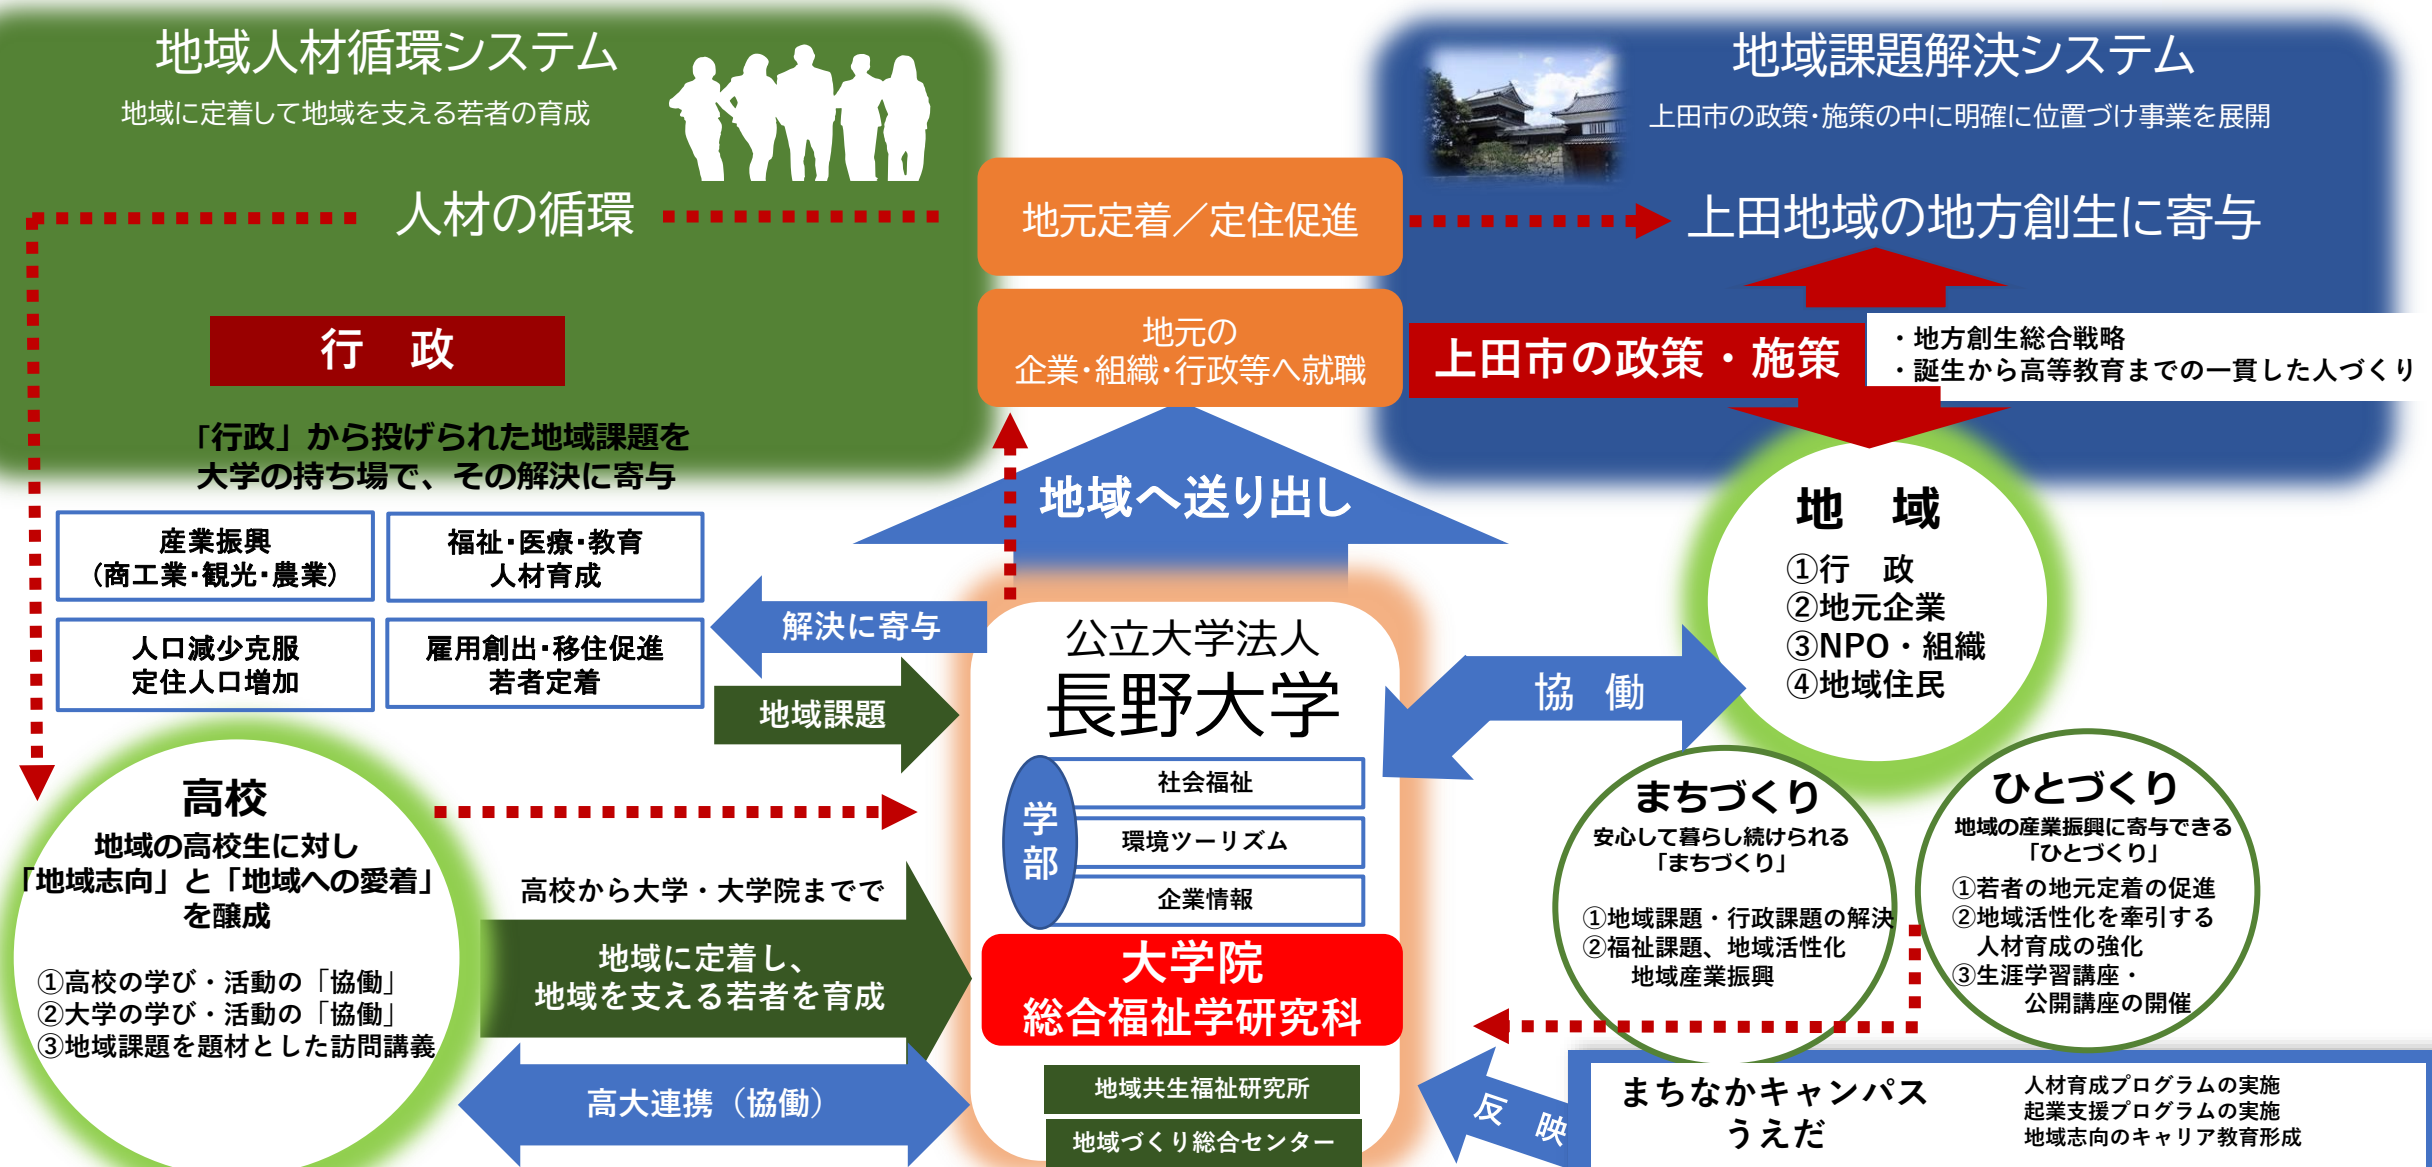 地域人材循環システム
地域に定着して地域を支える若者の育成
人材の循環
地域課題解決システム
上田市の政策・施策の中に明確に位置づけ事業を展開
上田地域の地方創生に寄与
地元定着／定住促進
地元の
企業・組織・行政等へ就職
行　政
「行政」から投げられた地域課題を
大学の持ち場で、その解決に寄与
産業振興
（商工業・観光・農業）
福祉・医療・教育
人材育成
人口減少克服
定住人口増加
雇用創出・移住促進
若者定着
上田市の政策・施策
・地方創生総合戦略
・誕生から高等教育までの一貫した人づくり
地域へ送り出し
解決に寄与
地域課題
公立大学法人
長野大学
学部
社会福祉
環境ツーリズム
企業情報
大学院
総合福祉学研究科
地域共生福祉研究所
地域づくり総合センター
協　働
地　域
①行　政
②地元企業
③NPO・組織
④地域住民
高校
地域の高校生に対し
「地域志向」と「地域への愛着」
を醸成
①高校の学び・活動の「協働」
②大学の学び・活動の「協働」
③地域課題を題材とした訪問講義
高校から大学・大学院までで
地域に定着し、
地域を支える若者を育成
高大連携（協働）
まちづくり
安心して暮らし続けられる
「まちづくり」
①地域課題・行政課題の解決
②福祉課題、地域活性化
地域産業振興
ひとづくり
地域の産業振興に寄与できる
「ひとづくり」
①若者の地元定着の促進
②地域活性化を牽引する
人材育成の強化
③生涯学習講座・
公開講座の開催
反　映
まちなかキャンパス
うえだ
人材育成プログラムの実施
起業支援プログラムの実施
地域志向のキャリア教育形成